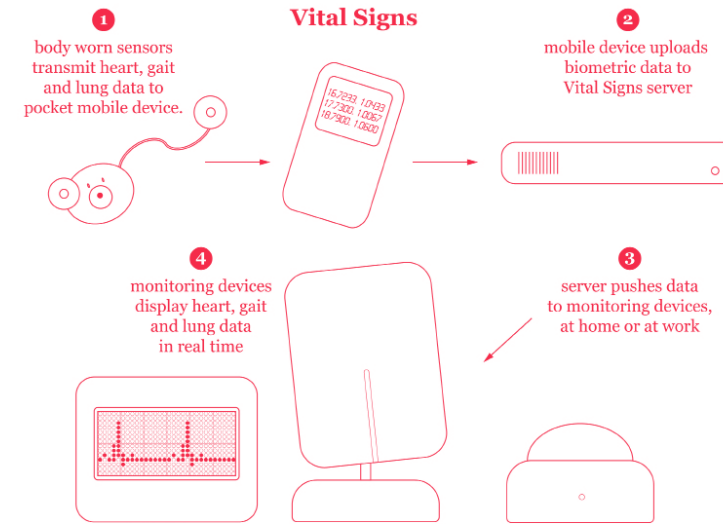 Vital Signs
1
body worn sensors
transmit heart, gait
and lung data to
pocket mobile device.
16.7233, 1.0433
17.7300, 1.0067
18.7900, 1.0600
2
mobile device uploads
biometric data to
Vital Signs server
3
server pushes data
to monitoring devices,
at home or at work
4
monitoring devices
display heart, gait
and lung data
in real time